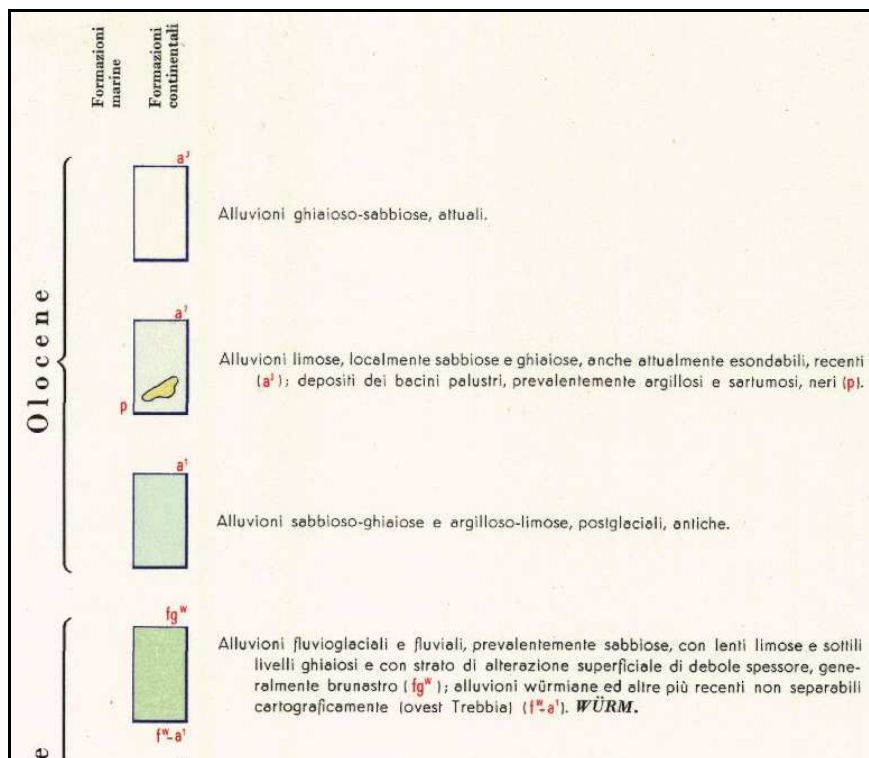 Formazioni
marine
Formazioni
continentali
Olocene
a³
Alluvioni ghiaioso-sabbiose, attuali.
a²
p
Alluvioni limose, localmente sabbiose e ghiaiose, anche attualmente esondabili, recenti
(a²); depositi dei bacini palustri, prevalentemente argillosi e sartumosi, neri (p).
a¹
Alluvioni sabbioso-ghiaiose e argilloso-limose, postglaciali, antiche.
fgʷ
fʷ-a¹
Alluvioni fluvioglaciali e fluviali, prevalentemente sabbiose, con lenti limose e sottili
livelli ghiaiosi e con strato di alterazione superficiale di debole spessore, gene-
ralmente brunastro (fgʷ); alluvioni würmiane ed altre più recenti non separabili
cartograficamente (ovest Trebbia) (fʷ-a¹). WÜRM.
e